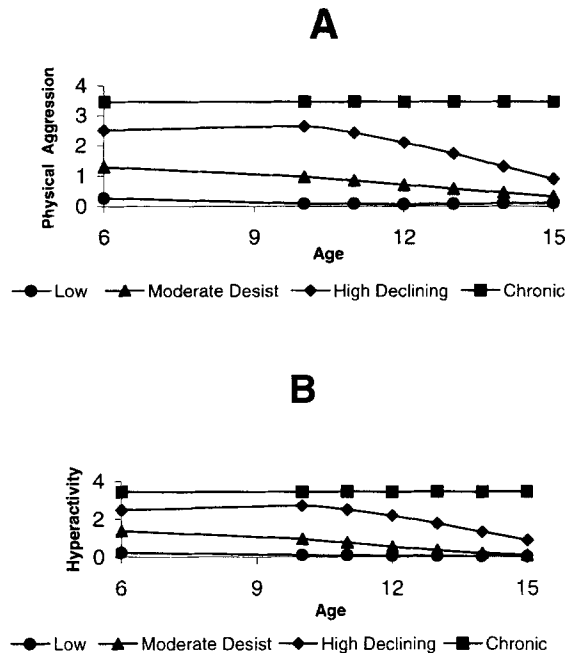 A
Physical Aggression
4
3
2
1
0
6 9 12 15
Age
Low Moderate Desist High Declining Chronic
B
Hyperactivity
4
2
0
6 9 12 15
Age
Low Moderate Desist High Declining Chronic